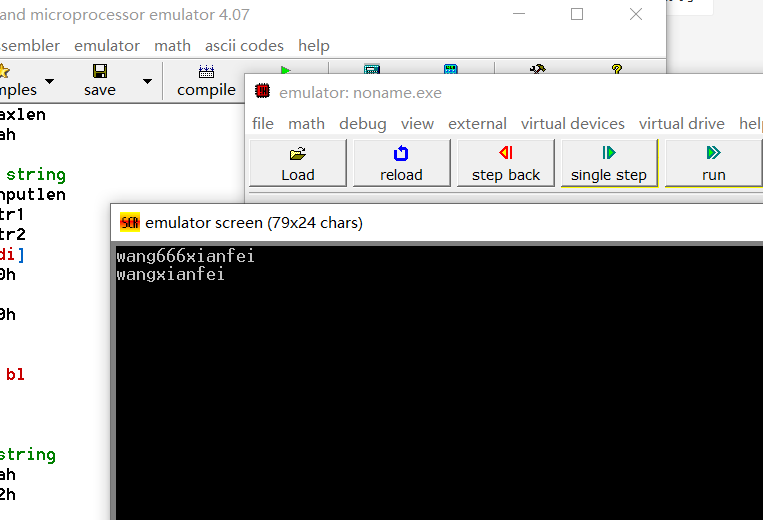 and microprocessor emulator 4.07
ssembler emulator math ascii codes help
mples save compile
axlen
ah
string
nputlen
tr1
tr2
di]
0h
0h
bl
string
ah
2h
emulator: noname.exe
file math debug view external virtual devices virtual drive help
Load reload step back single step run
emulator screen (79x24 chars)
wang666xianfei
wangxianfei